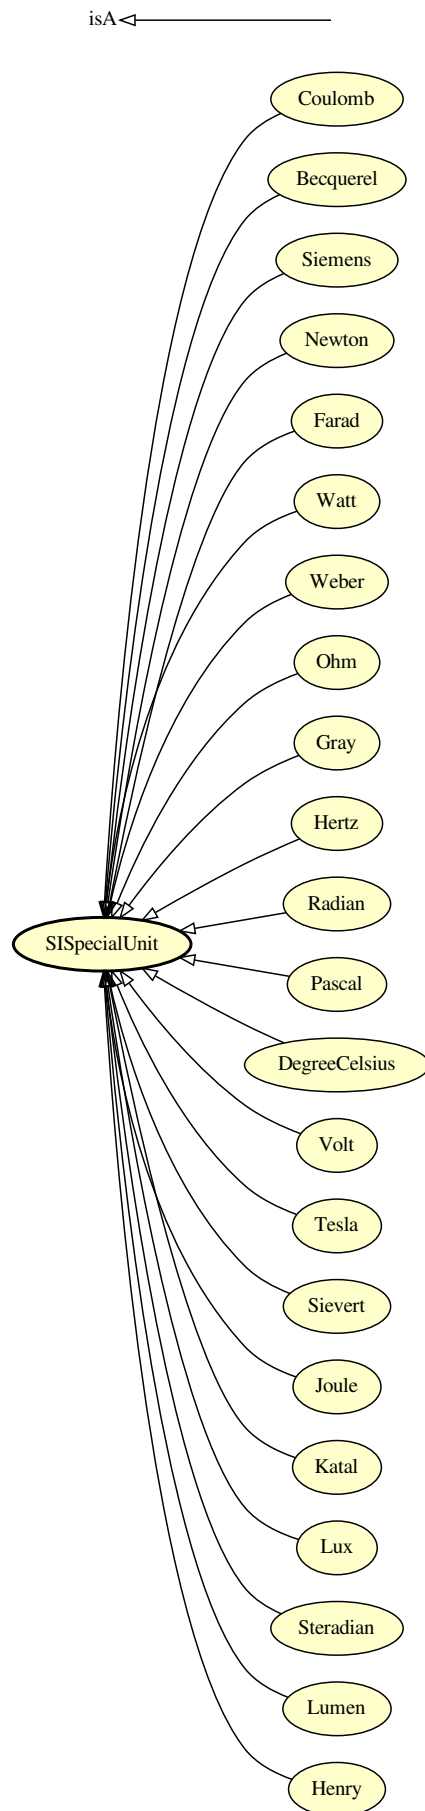 isA
Coulomb
Becquerel
Siemens
Newton
Farad
Watt
Weber
Ohm
Gray
Hertz
Radian
SISpecialUnit
Pascal
DegreeCelsius
Volt
Tesla
Sievert
Joule
Katal
Lux
Steradian
Lumen
Henry